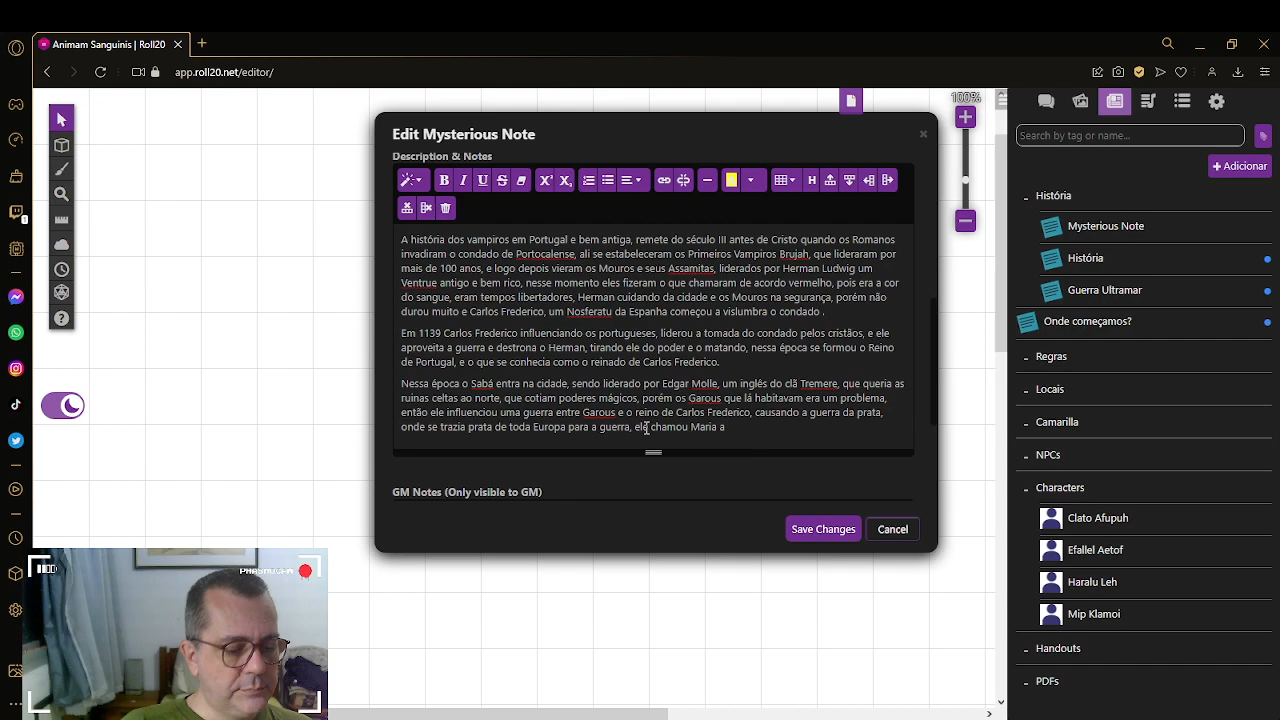 Animam Sanguinis | Roll20
app.roll20.net/editor/
100%
Edit Mysterious Note
Description & Notes
A história dos vampiros em Portugal e bem antiga, remete do século III antes de Cristo quando os Romanos
invadiram o condado de Portocalense, ali se estabeleceram os Primeiros Vampiros Brujah, que lideraram por
mais de 100 anos, e logo depois vieram os Mouros e seus Assamitas, liderados por Herman Ludwig um
Ventrue antigo e bem rico, nesse momento eles fizeram o que chamaram de acordo vermelho, pois era a cor
do sangue, eram tempos libertadores, Herman cuidando da cidade e os Mouros na segurança, porém não
durou muito e Carlos Frederico, um Nosferatu da Espanha começou a vislumbra o condado .
Em 1139 Carlos Frederico influenciando os portugueses, liderou a tomada do condado pelos cristãos, e ele
aproveita a guerra e destrona o Herman, tirando ele do poder e o matando, nessa época se formou o Reino
de Portugal, e o que se conhecia como o reinado de Carlos Frederico.
Nessa época o Sabá entra na cidade, sendo liderado por Edgar Molle, um inglês do clã Tremere, que queria as
ruinas celtas ao norte, que cotiam poderes mágicos, porém os Garous que lá habitavam era um problema,
então ele influenciou uma guerra entre Garous e o reino de Carlos Frederico, causando a guerra da prata,
onde se trazia prata de toda Europa para a guerra, ele chamou Maria a
GM Notes (Only visible to GM)
Save Changes
Cancel
Search by tag or name...
+ Adicionar
História
Mysterious Note
História
Guerra Ultramar
Onde começamos?
Regras
Locais
Camarilla
NPCs
Characters
Clato Afupuh
Efallel Aetof
Haralu Leh
Mip Klamoi
Handouts
PDFs